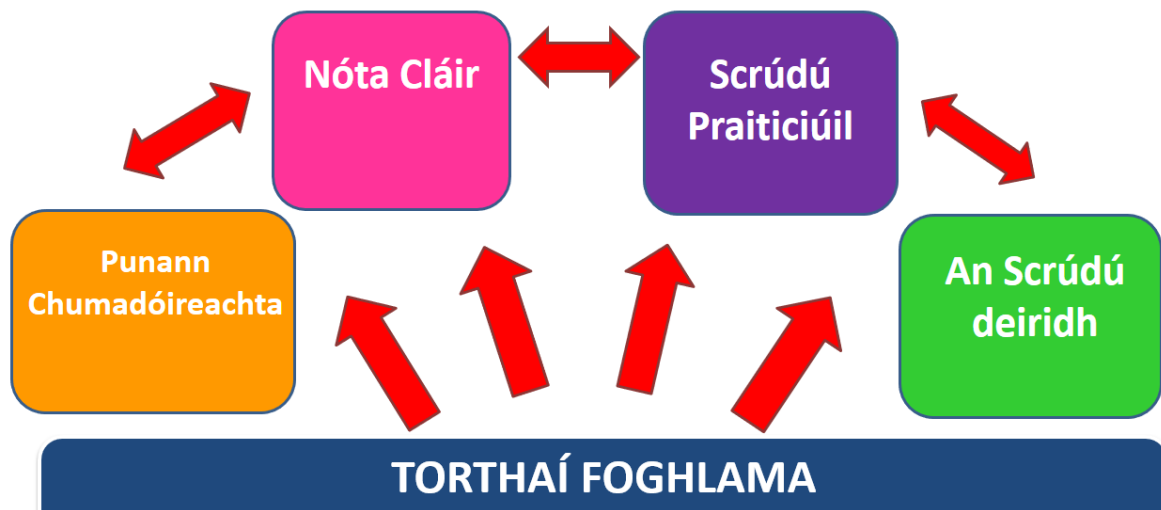 Nóta Cláir
Scrúdú
Praiticiúil
Punann
Chumadóireachta
An Scrúdú
deiridh
TORTHAÍ FOGHLAMA